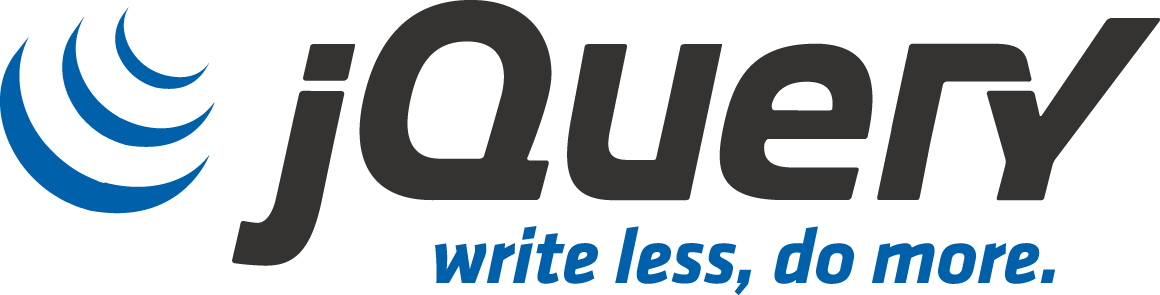 jQuery
write less, do more.